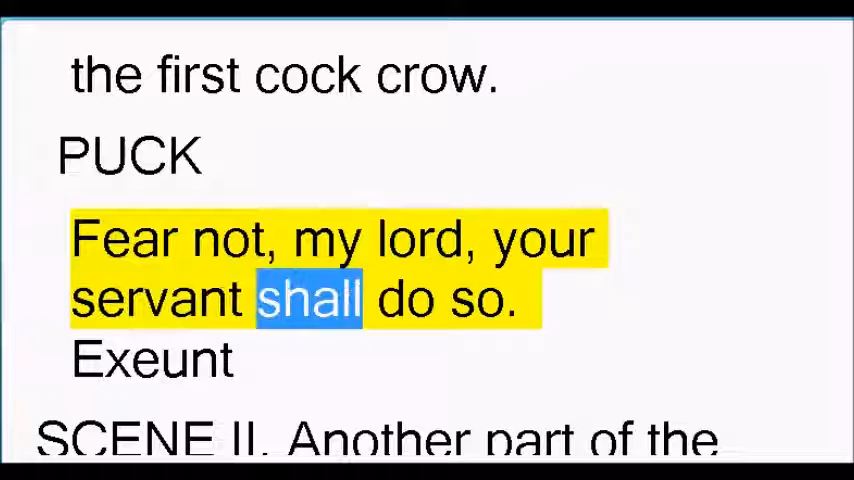 the first cock crow.
PUCK
Fear not, my lord, your
servant shall do so.
Exeunt
SCENE II. Another part of the